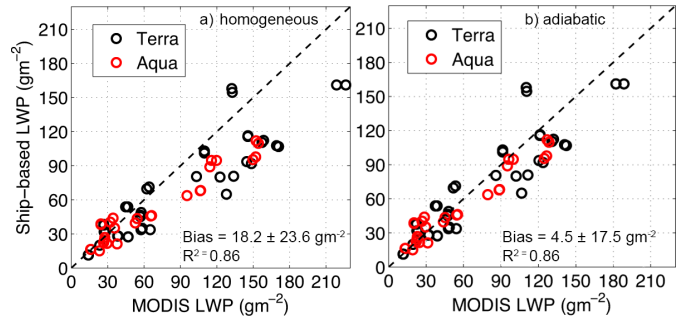 a) homogeneous
Terra
Aqua
Ship−based LWP (gm⁻²)
210
180
150
120
90
60
30
0
Bias = 18.2 ± 23.6 gm⁻²
R² = 0.86
0 30 60 90 120 150 180 210
MODIS LWP (gm⁻²)
b) adiabatic
Terra
Aqua
210
180
150
120
90
60
30
0
Bias = 4.5 ± 17.5 gm⁻²
R² = 0.86
0 30 60 90 120 150 180 210
MODIS LWP (gm⁻²)